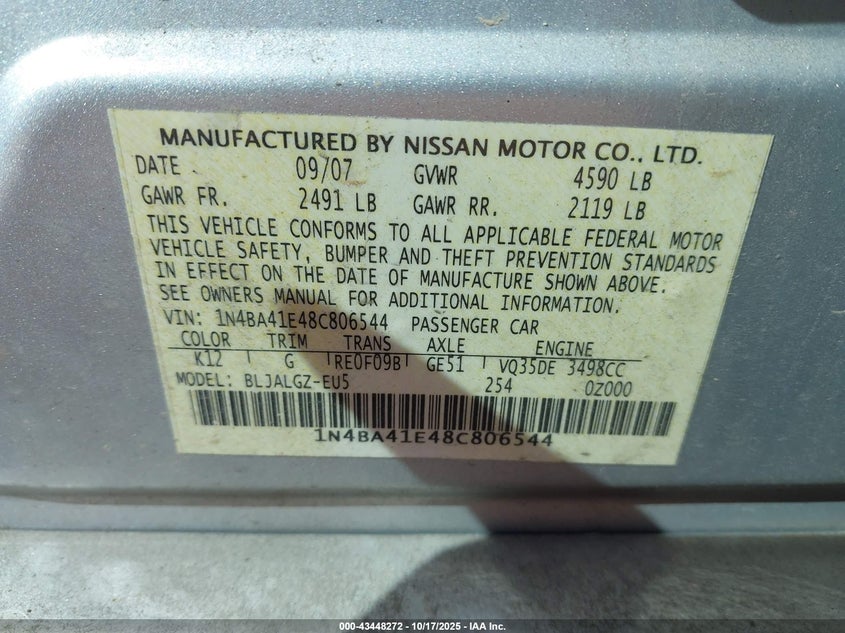 MANUFACTURED BY NISSAN MOTOR CO., LTD.
DATE 09/07 GVWR 4590 LB
GAWR FR. 2491 LB GAWR RR. 2119 LB
THIS VEHICLE CONFORMS TO ALL APPLICABLE FEDERAL MOTOR
VEHICLE SAFETY, BUMPER AND THEFT PREVENTION STANDARDS
IN EFFECT ON THE DATE OF MANUFACTURE SHOWN ABOVE.
SEE OWNERS MANUAL FOR ADDITIONAL INFORMATION.
VIN: 1N4BA41E48C806544 PASSENGER CAR
COLOR TRIM TRANS AXLE ENGINE
K12 G RE0F09B GE51 VQ35DE 3498CC
MODEL: BLJALGZ-EU5 254 0Z000
1N4BA41E48C806544
000-43448272 - 10/17/2025 - IAA Inc.